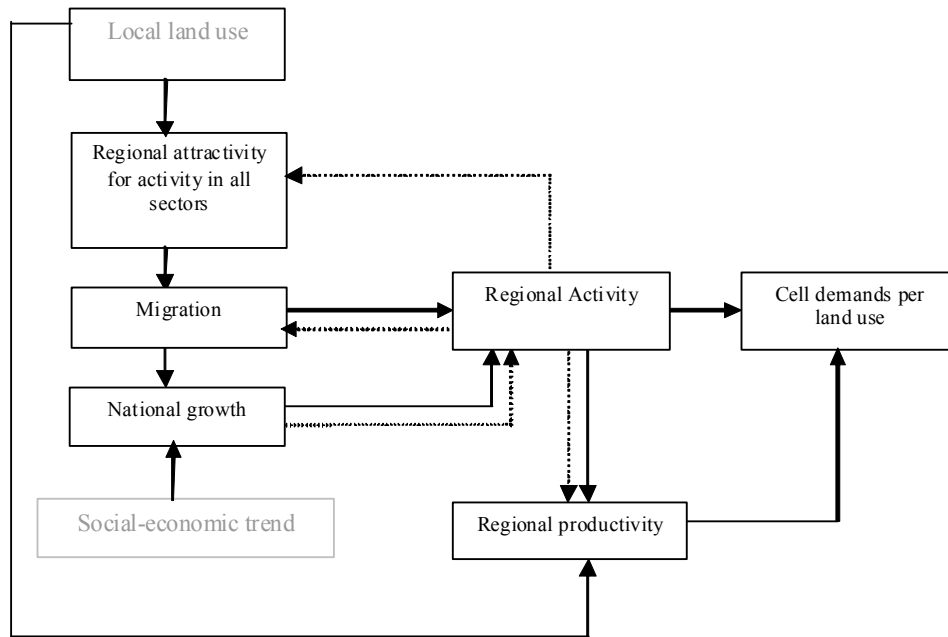 Local land use
Regional attractivity
for activity in all
sectors
Migration
Regional Activity
Cell demands per
land use
National growth
Social-economic trend
Regional productivity